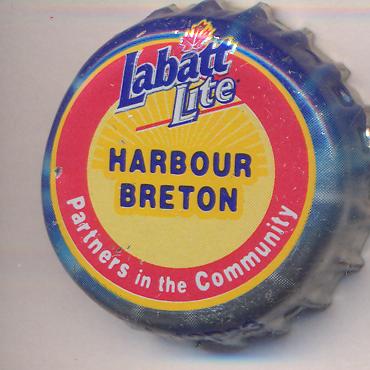 Labatt
Lite
HARBOUR
BRETON
Partners in the Community